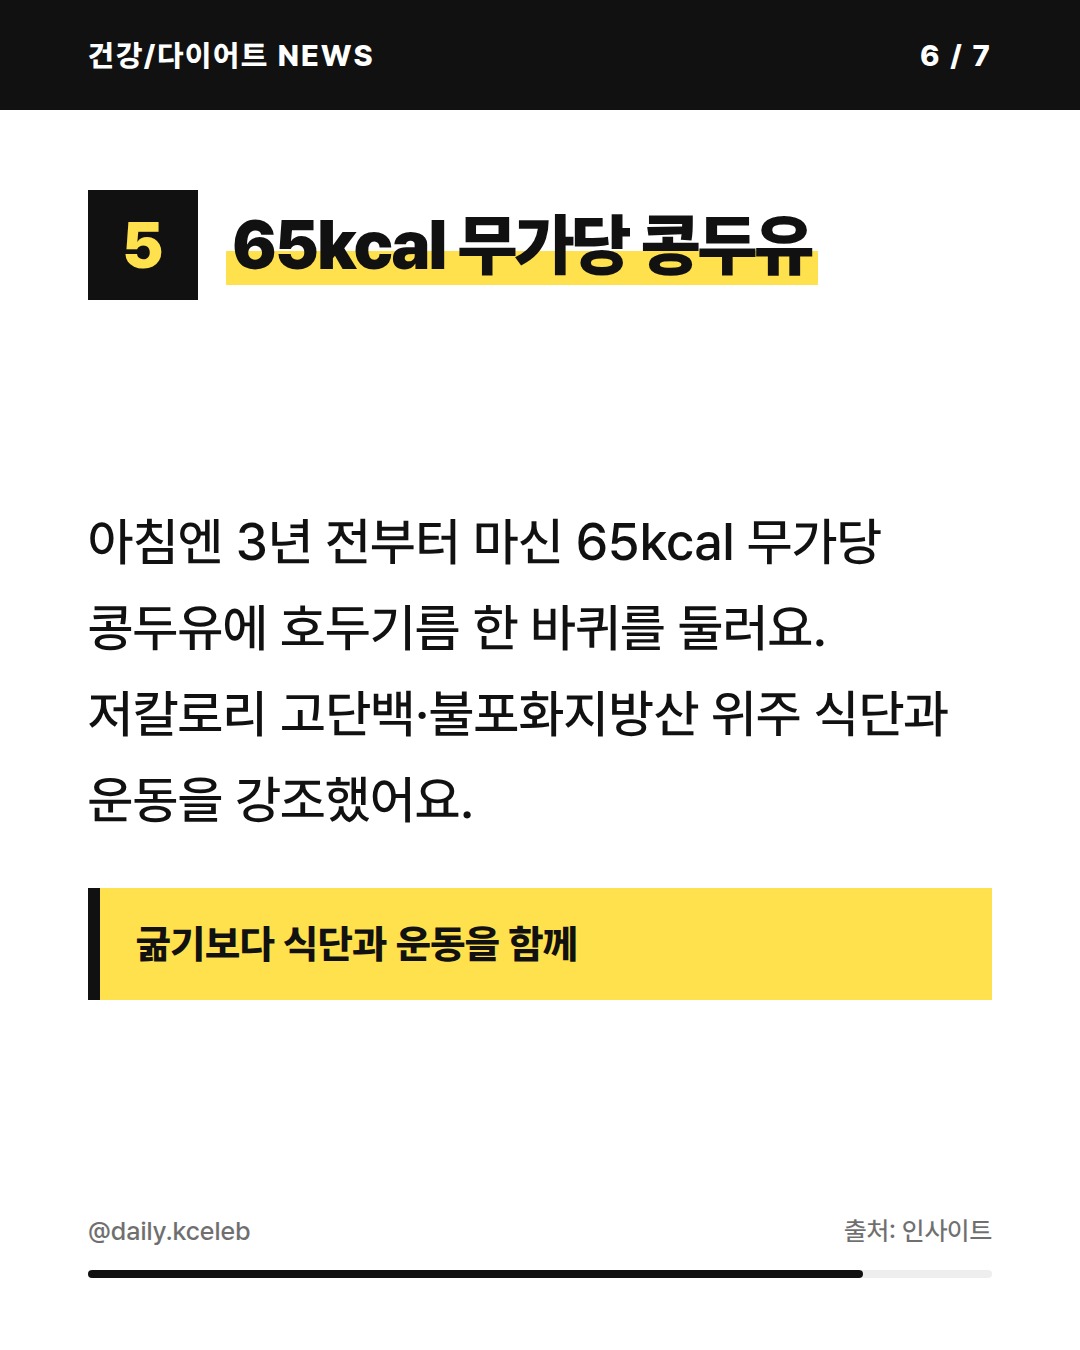 건강/다이어트 NEWS
6 / 7
5
65kcal 무가당 콩두유
아침엔 3년 전부터 마신 65kcal 무가당
콩두유에 호두기름 한 바퀴를 둘러요.
저칼로리 고단백·불포화지방산 위주 식단과
운동을 강조했어요.
굶기보다 식단과 운동을 함께
@daily.kceleb
출처: 인사이트